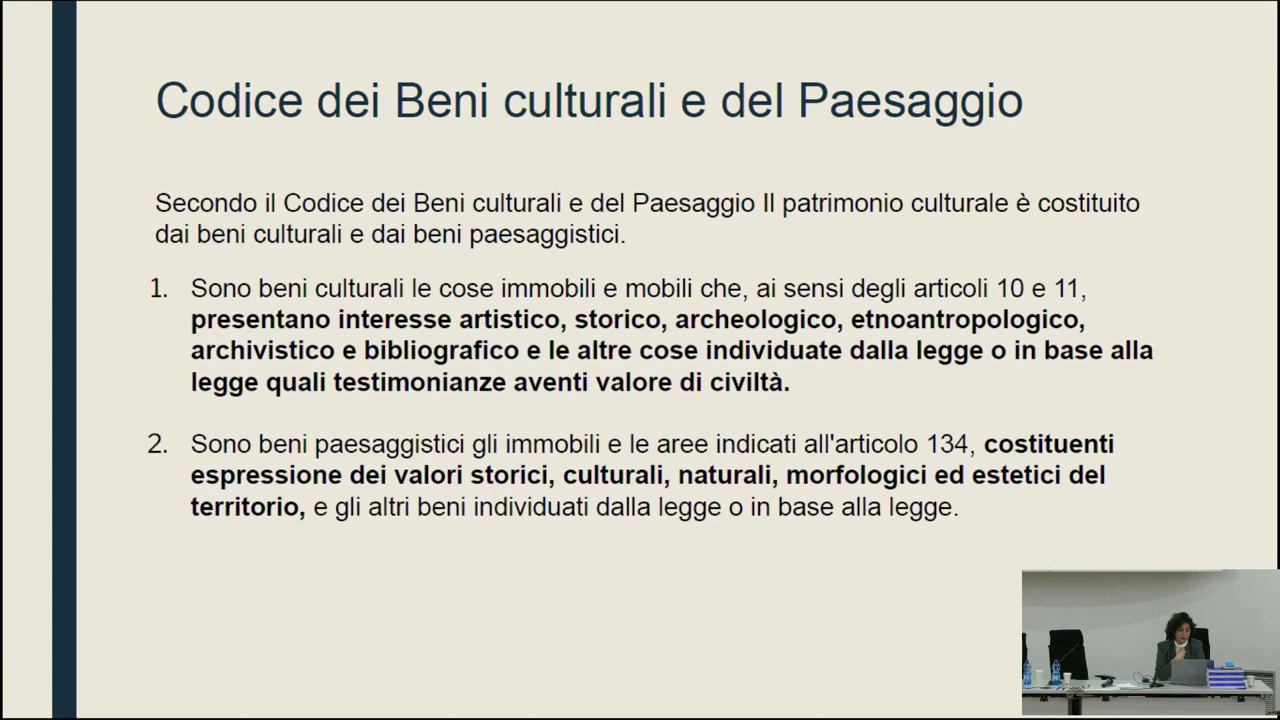 Codice dei Beni culturali e del Paesaggio
Secondo il Codice dei Beni culturali e del Paesaggio Il patrimonio culturale è costituito
dai beni culturali e dai beni paesaggistici.
1. Sono beni culturali le cose immobili e mobili che, ai sensi degli articoli 10 e 11,
presentano interesse artistico, storico, archeologico, etnoantropologico,
archivistico e bibliografico e le altre cose individuate dalla legge o in base alla
legge quali testimonianze aventi valore di civiltà.
2. Sono beni paesaggistici gli immobili e le aree indicati all'articolo 134, costituenti
espressione dei valori storici, culturali, naturali, morfologici ed estetici del
territorio, e gli altri beni individuati dalla legge o in base alla legge.